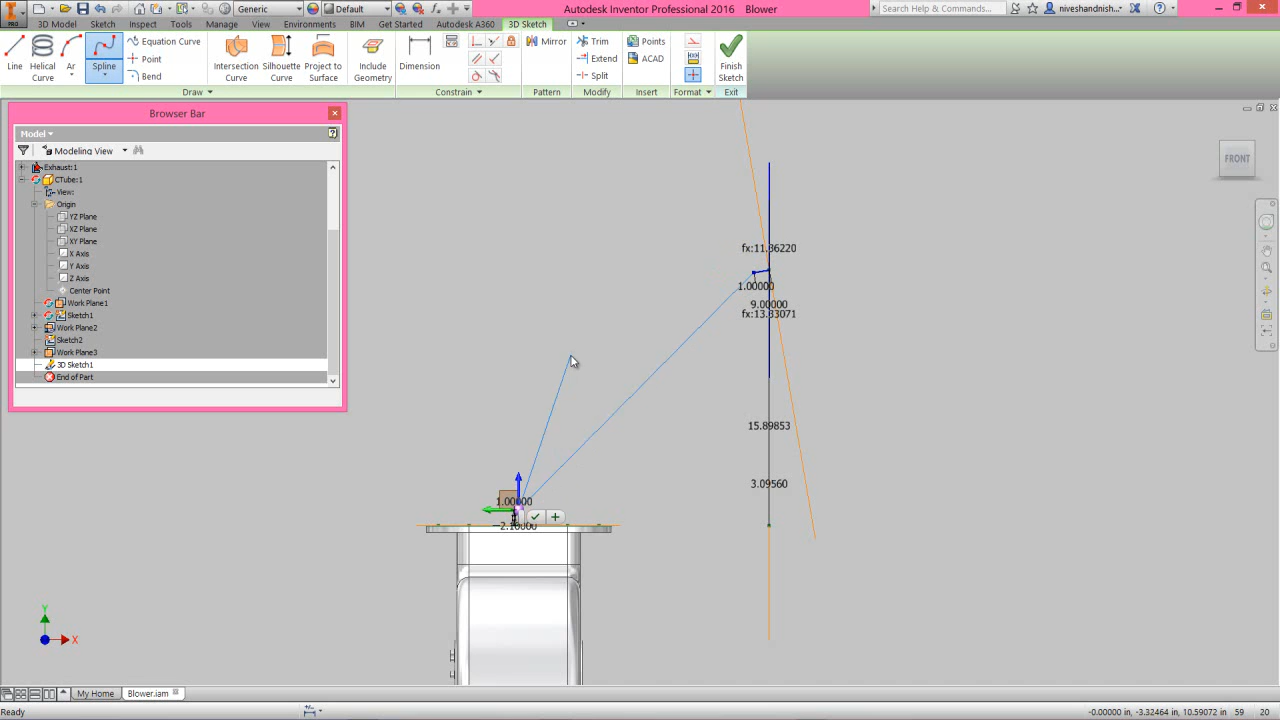 PRO
Generic
Default
Autodesk Inventor Professional 2016 Blower
Search Help & Commands...
niveshandnish...
3D Model
Sketch
Inspect
Tools
Manage
View
Environments
BIM
Get Started
Autodesk A360
3D Sketch
Line
Helical Curve
Ar
Spline
Equation Curve
Point
Bend
Intersection Curve
Silhouette Curve
Project to Surface
Dimension
Include Geometry
Mirror
Trim
Extend
Split
Points
ACAD
Finish Sketch
Draw
Constrain
Pattern
Modify
Insert
Format
Exit
Browser Bar
Model
Modeling View
Exhaust:1
CTube:1
View:
Origin
YZ Plane
XZ Plane
XY Plane
X Axis
Y Axis
Z Axis
Center Point
Work Plane1
Sketch1
Work Plane2
Sketch2
Work Plane3
3D Sketch1
End of Part
FRONT
fx:11.86220
1.00000
9.00000
fx:13.83071
15.89853
3.09560
1.00000
Y
X
My Home
Blower.iam
Ready
-0.00000 in, -3.32464 in, 10.59072 in
59
20